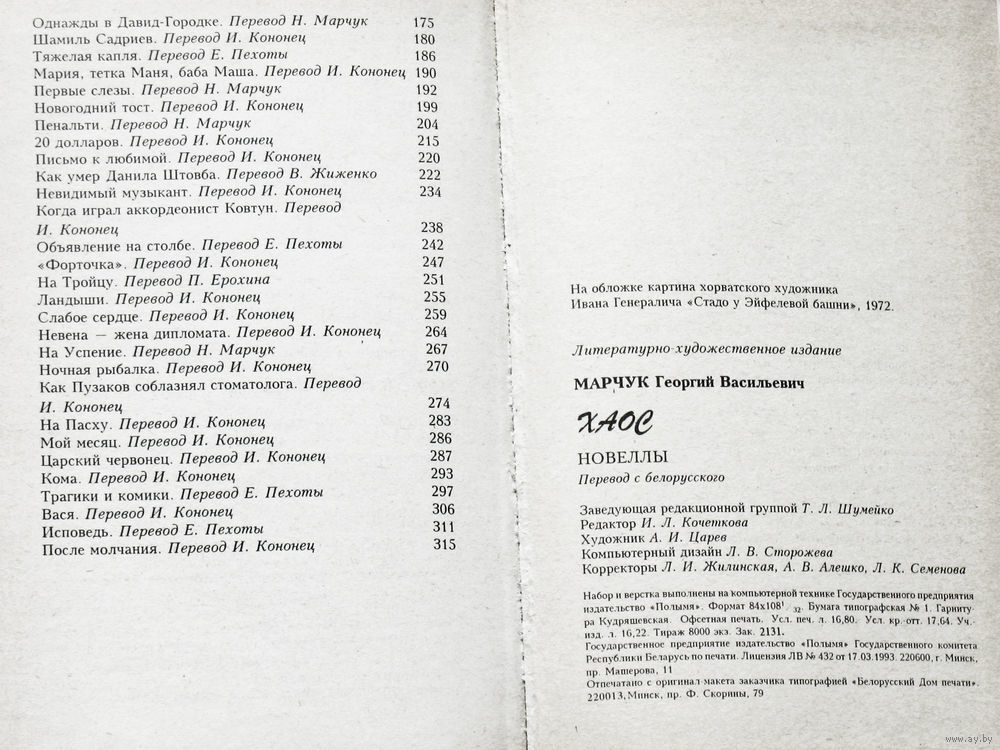 Однажды в Давид-Городке. Перевод Н. Марчук 175
Шамиль Садриев. Перевод И. Кононец 180
Тяжелая капля. Перевод Е. Пехоты 186
Мария, тетка Маня, баба Маша. Перевод И. Кононец 190
Первые слезы. Перевод Н. Марчук 192
Новогодний тост. Перевод И. Кононец 199
Пенальти. Перевод Н. Марчук 204
20 долларов. Перевод И. Кононец 215
Письмо к любимой. Перевод И. Кононец 220
Как умер Данила Штовба. Перевод В. Жиженко 222
Невидимый музыкант. Перевод И. Кононец 234
Когда играл аккордеонист Ковтун. Перевод
И. Кононец 238
Объявление на столбе. Перевод Е. Пехоты 242
«Форточка». Перевод И. Кононец 247
На Тройцу. Перевод П. Ерохина 251
Ландыши. Перевод И. Кононец 255
Слабое сердце. Перевод И. Кононец 259
Невена — жена дипломата. Перевод И. Кононец 264
На Успение. Перевод Н. Марчук 267
Ночная рыбалка. Перевод И. Кононец 270
Как Пузаков соблазнял стоматолога. Перевод
И. Кононец 274
На Пасху. Перевод И. Кононец 283
Мой месяц. Перевод И. Кононец 286
Царский червонец. Перевод И. Кононец 287
Кома. Перевод И. Кононец 293
Трагики и комики. Перевод Е. Пехоты 297
Вася. Перевод И. Кононец 306
Исповедь. Перевод Е. Пехоты 311
После молчания. Перевод И. Кононец 315
На обложке картина хорватского художника
Ивана Генералича «Стадо у Эйфелевой башни», 1972.
Литературно-художественное издание
МАРЧУК Георгий Васильевич
ХАОС
НОВЕЛЛЫ
Перевод с белорусского
Заведующая редакционной группой Т. Л. Шумейко
Редактор И. Л. Кочеткова
Художник А. И. Царев
Компьютерный дизайн Л. В. Сторожева
Корректоры Л. И. Жилинская, А. В. Алешко, Л. К. Семенова
Набор и верстка выполнены на компьютерной технике Государственного предприятия
издательство «Полымя». Формат 84х108 1/32. Бумага типографская № 1. Гарниту-
ра Кудряшевская. Офсетная печать. Усл. печ. л. 16,80. Усл. кр.-отт. 17,64. Уч.-
изд. л. 16,22. Тираж 8000 экз. Зак. 2131.
Государственное предприятие издательство «Полымя» Государственного комитета
Республики Беларусь по печати. Лицензия ЛВ № 432 от 17.03.1993. 220600, г. Минск,
пр. Машерова, 11
Отпечатано с оригинал-макета заказчика типографией «Белорусский Дом печати».
220013, Минск, пр. Ф. Скорины, 79
www.ay.by